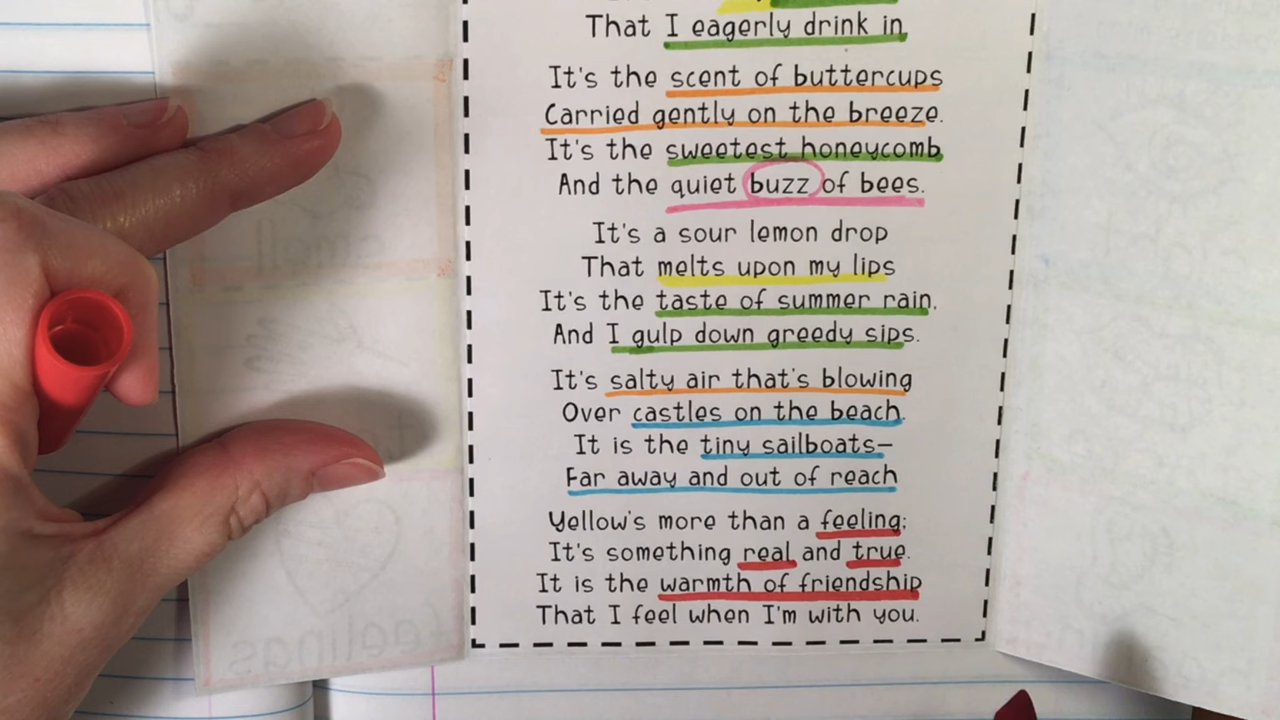 That I eagerly drink in
It's the scent of buttercups
Carried gently on the breeze.
It's the sweetest honeycomb
And the quiet buzz of bees.
It's a sour lemon drop
That melts upon my lips
It's the taste of summer rain.
And I gulp down greedy sips.
It's salty air that's blowing
Over castles on the beach.
It is the tiny sailboats—
Far away and out of reach
Yellow's more than a feeling;
It's something real and true.
It is the warmth of friendship
That I feel when I'm with you.
smell
feelings